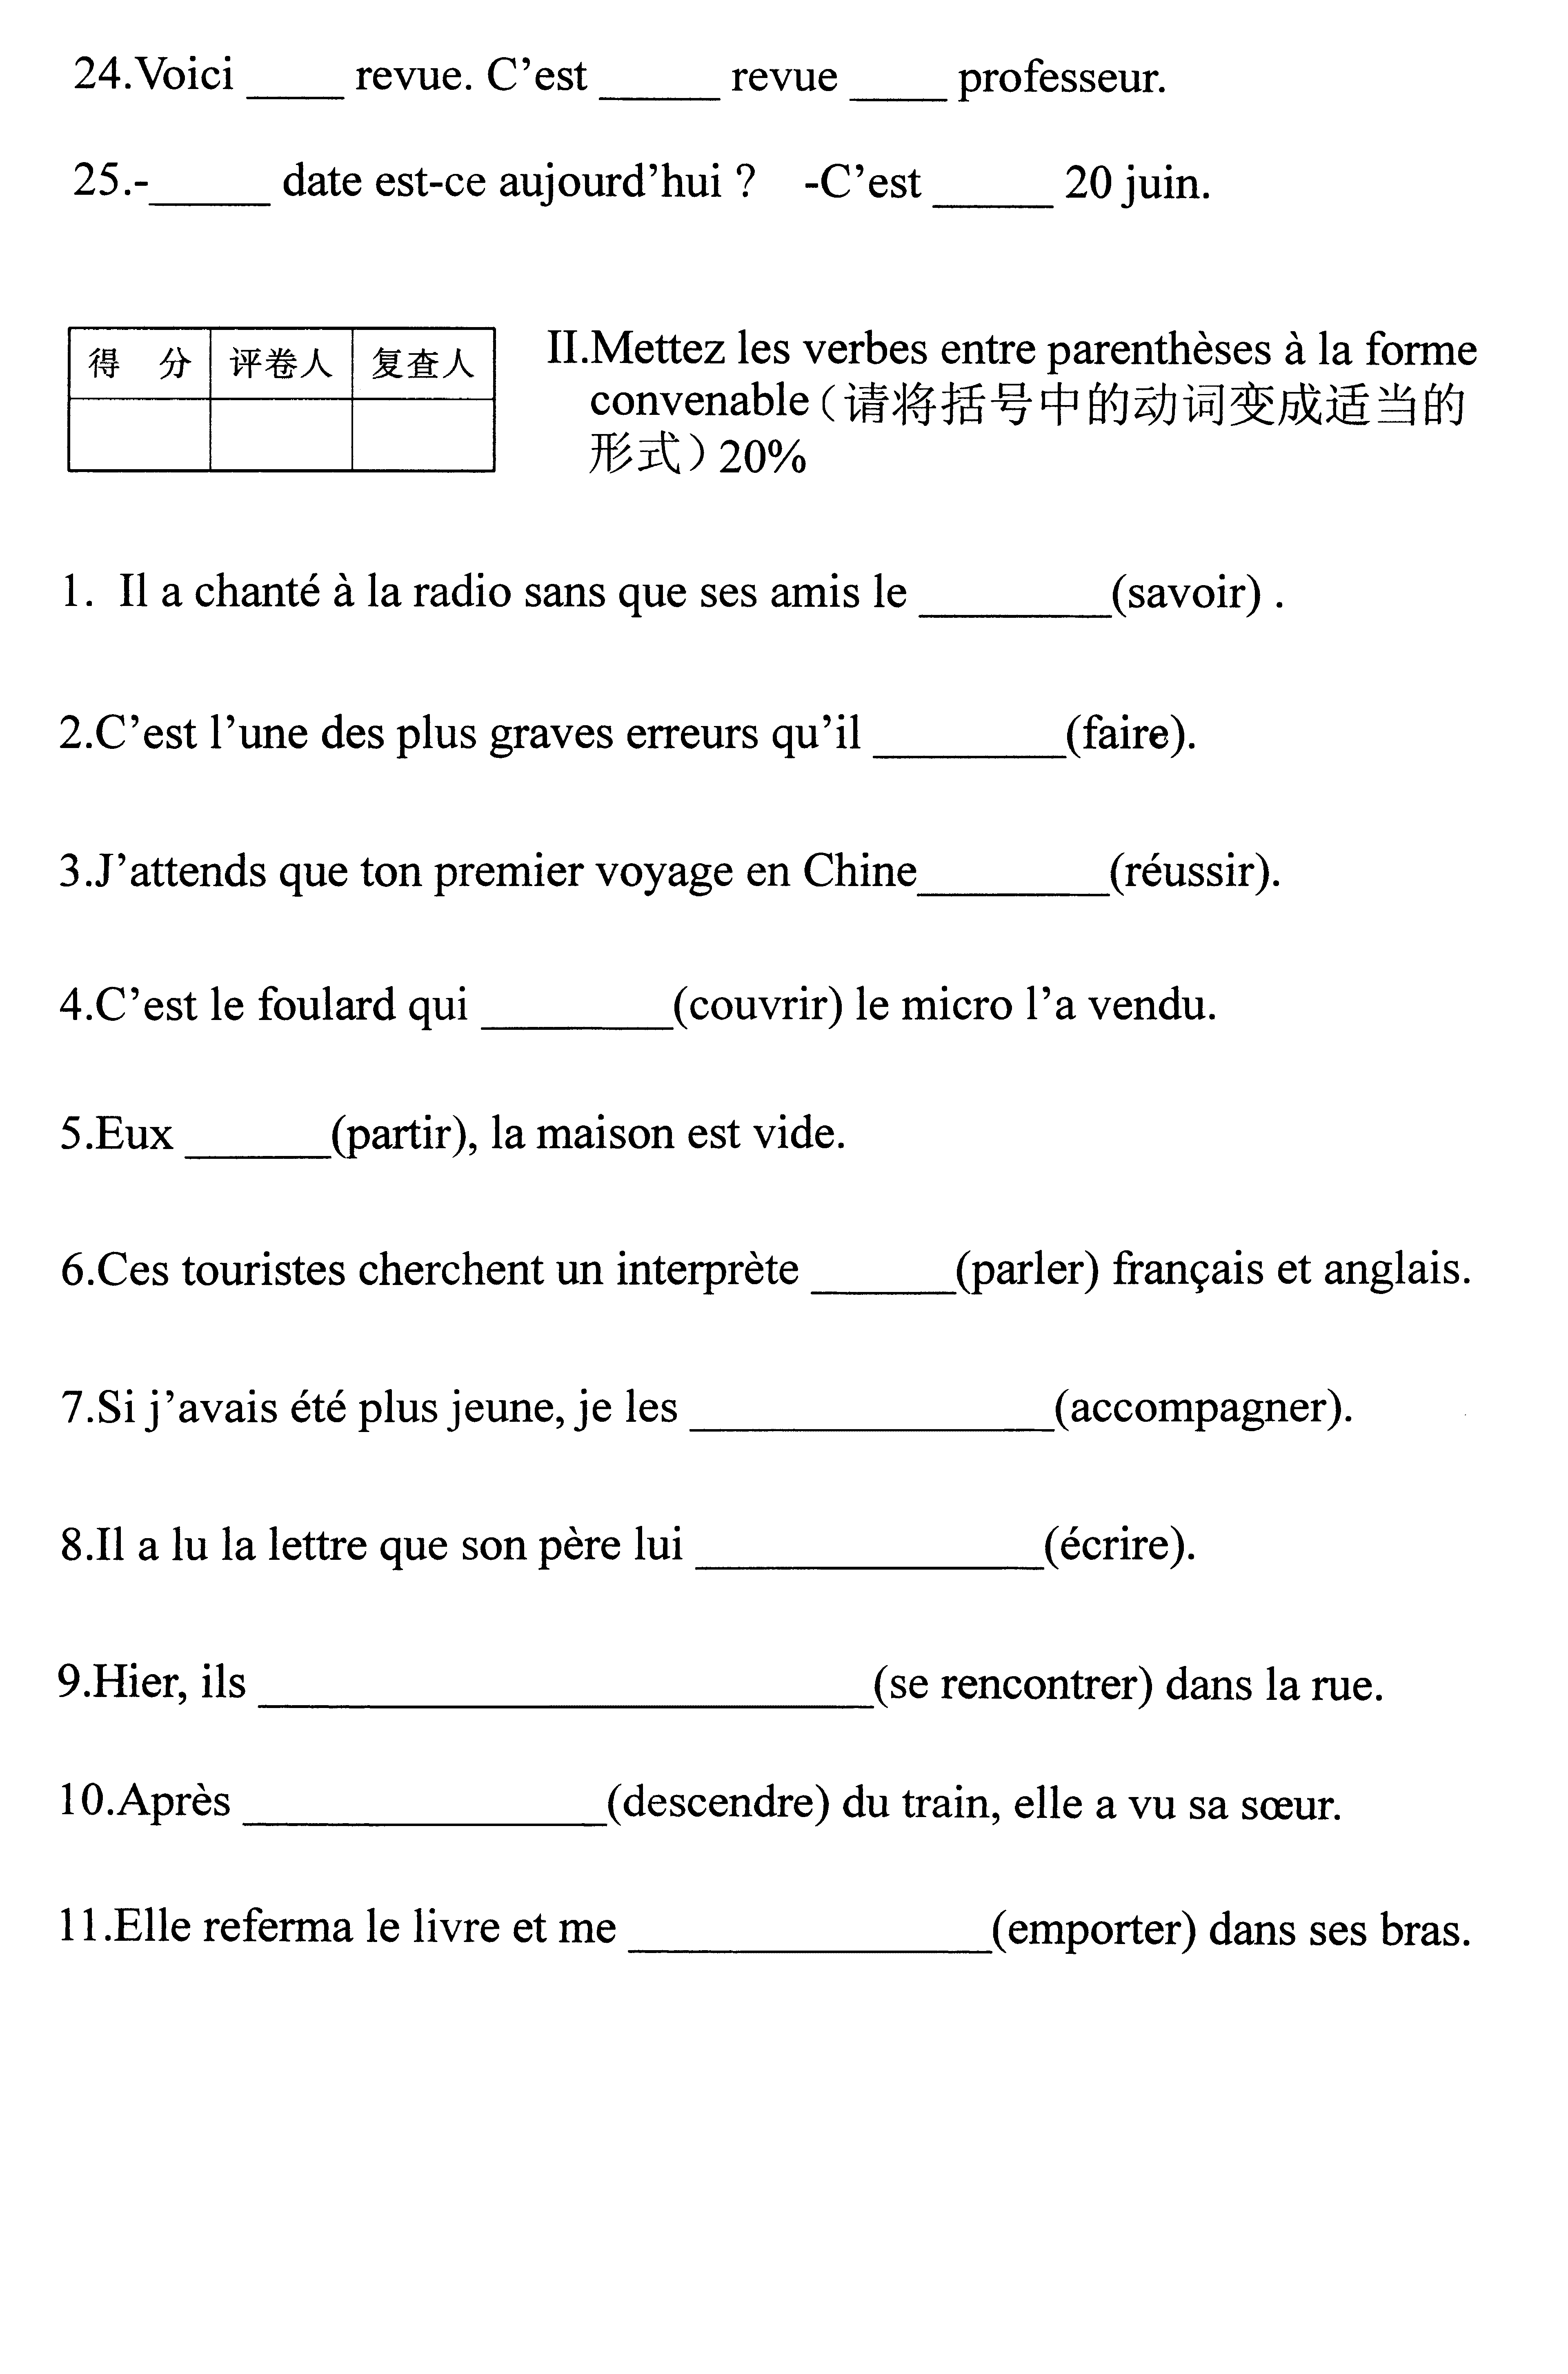 24.Voici ____ revue. C’est _____ revue ____ professeur.
25.-_____ date est-ce aujourd’hui ? -C’est _____ 20 juin.
得 分 评卷人 复查人
II.Mettez les verbes entre parenthèses à la forme
convenable（请将括号中的动词变成适当的
形式）20%
1. Il a chanté à la radio sans que ses amis le ________(savoir) .
2.C’est l’une des plus graves erreurs qu’il ________(faire).
3.J’attends que ton premier voyage en Chine________(réussir).
4.C’est le foulard qui ________(couvrir) le micro l’a vendu.
5.Eux ______(partir), la maison est vide.
6.Ces touristes cherchent un interprète ______(parler) français et anglais.
7.Si j’avais été plus jeune, je les _______________(accompagner).
8.Il a lu la lettre que son père lui ______________(écrire).
9.Hier, ils _________________________(se rencontrer) dans la rue.
10.Après _______________(descendre) du train, elle a vu sa sœur.
11.Elle referma le livre et me _______________(emporter) dans ses bras.